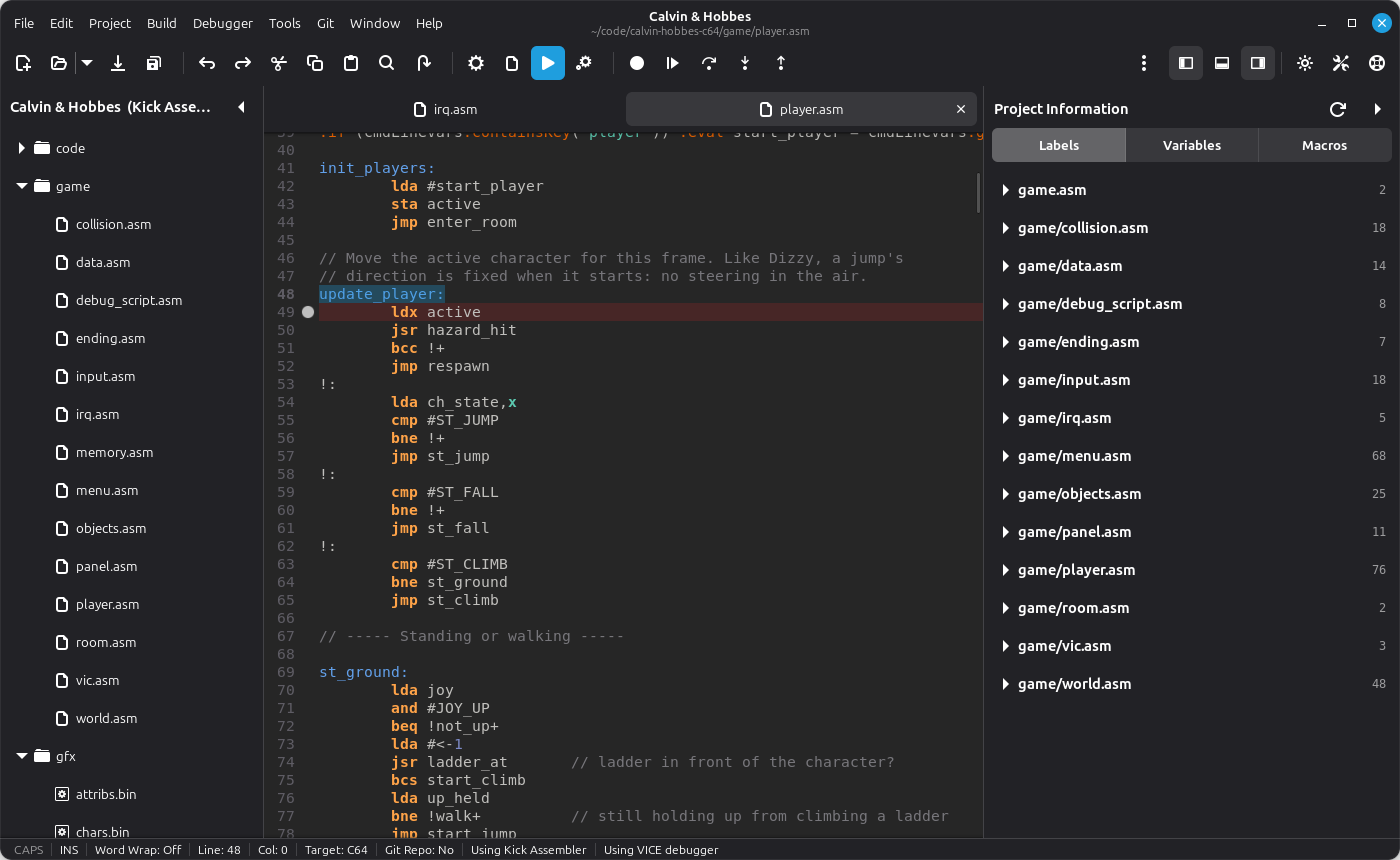 File Edit Project Build Debugger Tools Git Window Help
Calvin & Hobbes
~/code/calvin-hobbes-c64/game/player.asm
Calvin & Hobbes (Kick Asse...
code
game
collision.asm
data.asm
debug_script.asm
ending.asm
input.asm
irq.asm
memory.asm
menu.asm
objects.asm
panel.asm
player.asm
room.asm
vic.asm
world.asm
gfx
attribs.bin
chars.bin
irq.asm
player.asm
39 .if (cmdLineVars.containsKey("player")) .eval start_player = cmdLineVars.g
40
41 init_players:
42 lda #start_player
43 sta active
44 jmp enter_room
45
46 // Move the active character for this frame. Like Dizzy, a jump's
47 // direction is fixed when it starts: no steering in the air.
48 update_player:
49 ldx active
50 jsr hazard_hit
51 bcc !+
52 jmp respawn
53 !:
54 lda ch_state,x
55 cmp #ST_JUMP
56 bne !+
57 jmp st_jump
58 !:
59 cmp #ST_FALL
60 bne !+
61 jmp st_fall
62 !:
63 cmp #ST_CLIMB
64 bne st_ground
65 jmp st_climb
66
67 // ----- Standing or walking -----
68
69 st_ground:
70 lda joy
71 and #JOY_UP
72 beq !not_up+
73 lda #<-1
74 jsr ladder_at // ladder in front of the character?
75 bcs start_climb
76 lda up_held
77 bne !walk+ // still holding up from climbing a ladder
78 jmp start_jump
Project Information
Labels Variables Macros
game.asm 2
game/collision.asm 18
game/data.asm 14
game/debug_script.asm 8
game/ending.asm 7
game/input.asm 18
game/irq.asm 5
game/menu.asm 68
game/objects.asm 25
game/panel.asm 11
game/player.asm 76
game/room.asm 2
game/vic.asm 3
game/world.asm 48
CAPS INS Word Wrap: Off Line: 48 Col: 0 Target: C64 Git Repo: No Using Kick Assembler Using VICE debugger